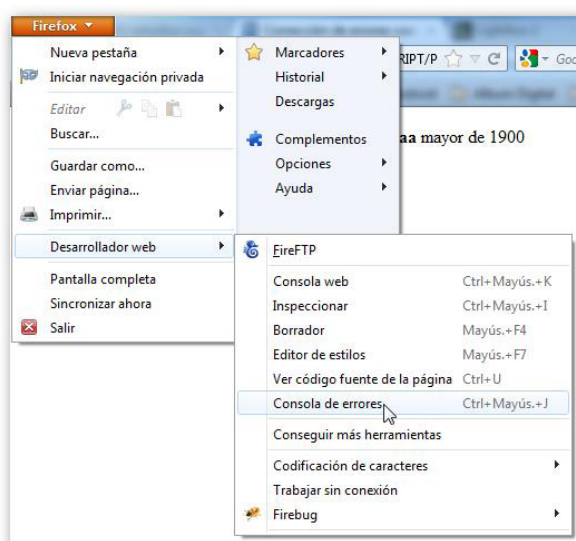 Firefox
Nueva pestaña
Iniciar navegación privada
Editar
Buscar...
Guardar como...
Enviar página...
Imprimir...
Desarrollador web
Pantalla completa
Sincronizar ahora
Salir
Marcadores
Historial
Descargas
Complementos
Opciones
Ayuda
RIPT/P
Goo
aa mayor de 1900
FireFTP
Consola web Ctrl+Mayús.+K
Inspeccionar Ctrl+Mayús.+I
Borrador Mayús.+F4
Editor de estilos Mayús.+F7
Ver código fuente de la página Ctrl+U
Consola de errores Ctrl+Mayús.+J
Conseguir más herramientas
Codificación de caracteres
Trabajar sin conexión
Firebug